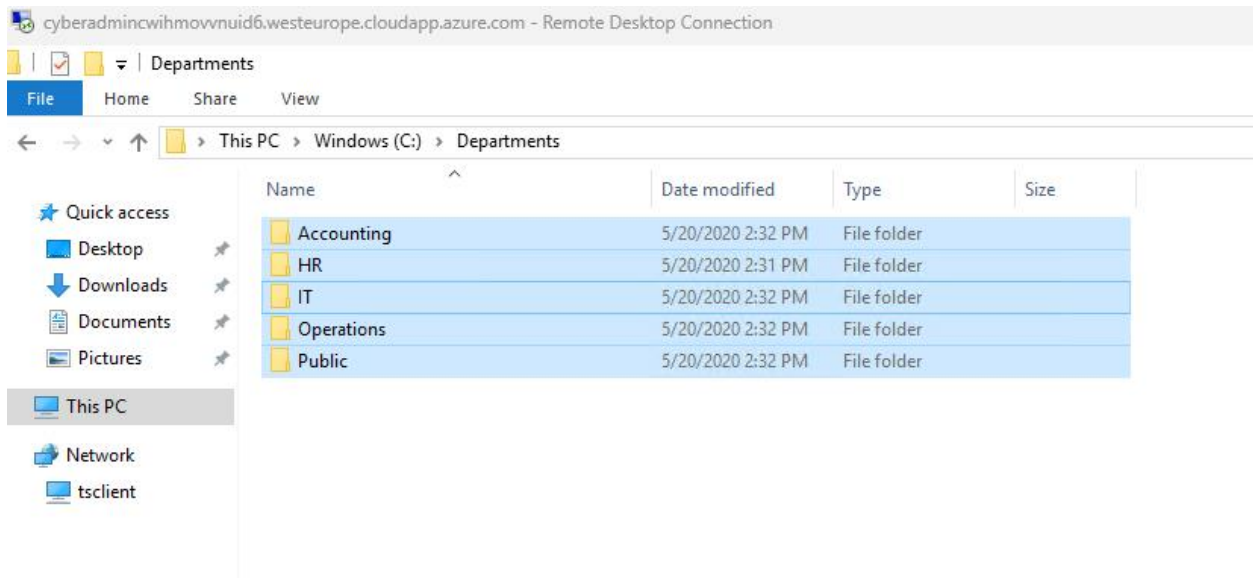 cyberadmincwihmovvnuid6.westeurope.cloudapp.azure.com - Remote Desktop Connection
Departments
File Home Share View
This PC > Windows (C:) > Departments
Name Date modified Type Size
Quick access
Desktop
Downloads
Documents
Pictures
This PC
Network
tsclient
Accounting 5/20/2020 2:32 PM File folder
HR 5/20/2020 2:31 PM File folder
IT 5/20/2020 2:32 PM File folder
Operations 5/20/2020 2:32 PM File folder
Public 5/20/2020 2:32 PM File folder